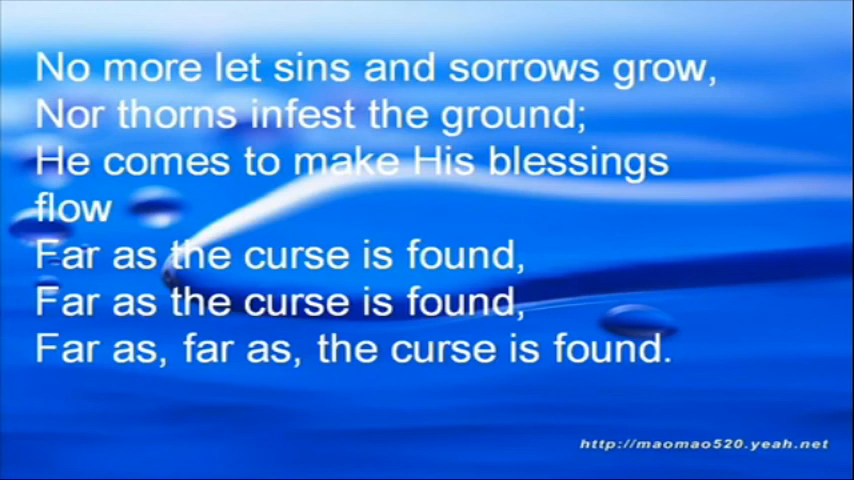 No more let sins and sorrows grow,
Nor thorns infest the ground;
He comes to make His blessings
flow
Far as the curse is found,
Far as the curse is found,
Far as, far as, the curse is found.
http://maomao520.yeah.net